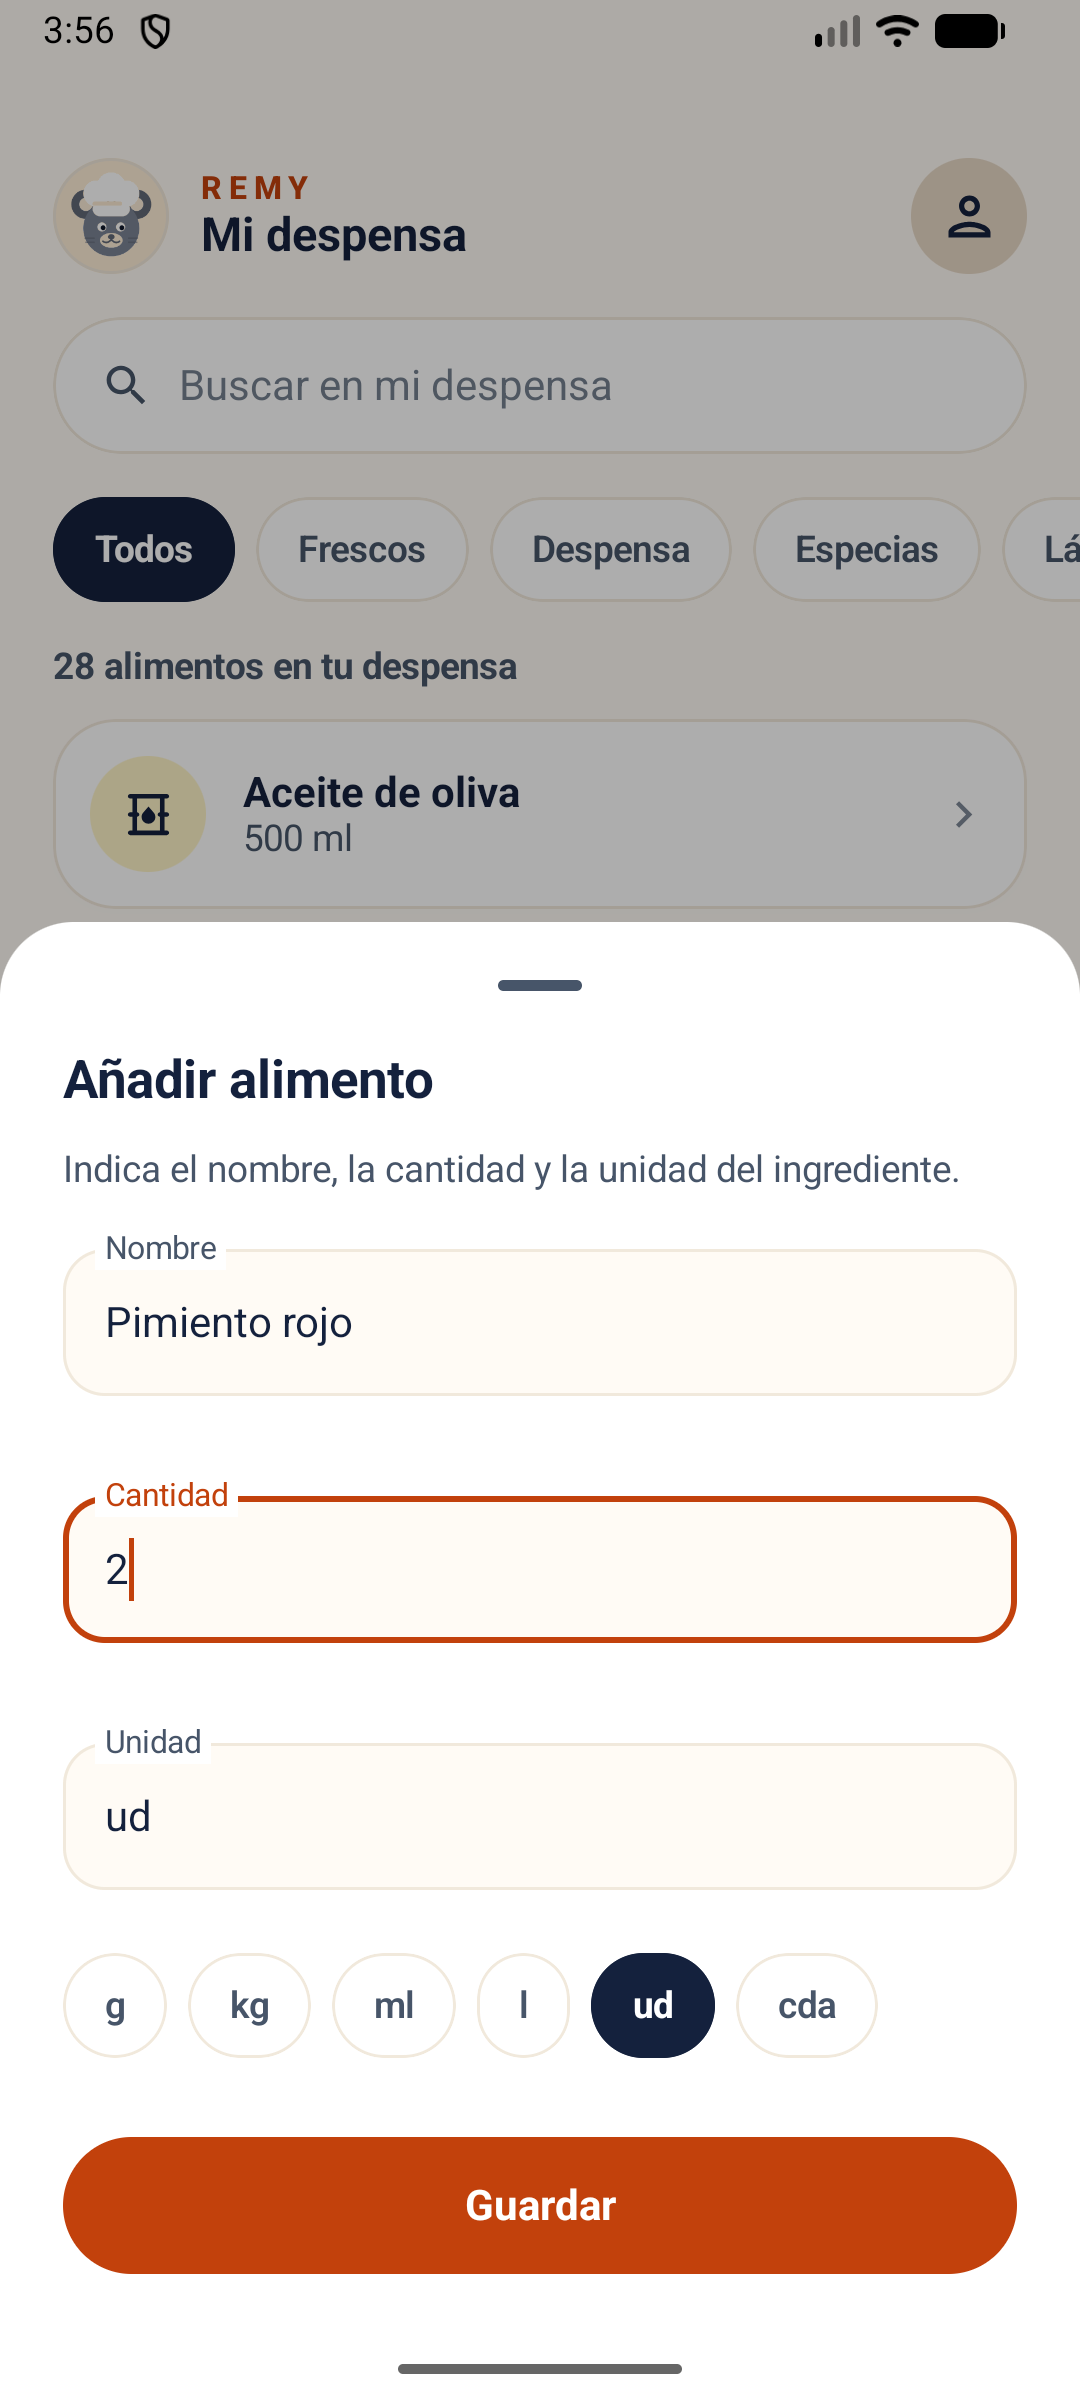 3:56
REMY
Mi despensa
Buscar en mi despensa
Todos
Frescos
Despensa
Especias
Lá
28 alimentos en tu despensa
Aceite de oliva
500 ml
Añadir alimento
Indica el nombre, la cantidad y la unidad del ingrediente.
Nombre
Pimiento rojo
Cantidad
2
Unidad
ud
g
kg
ml
l
ud
cda
Guardar